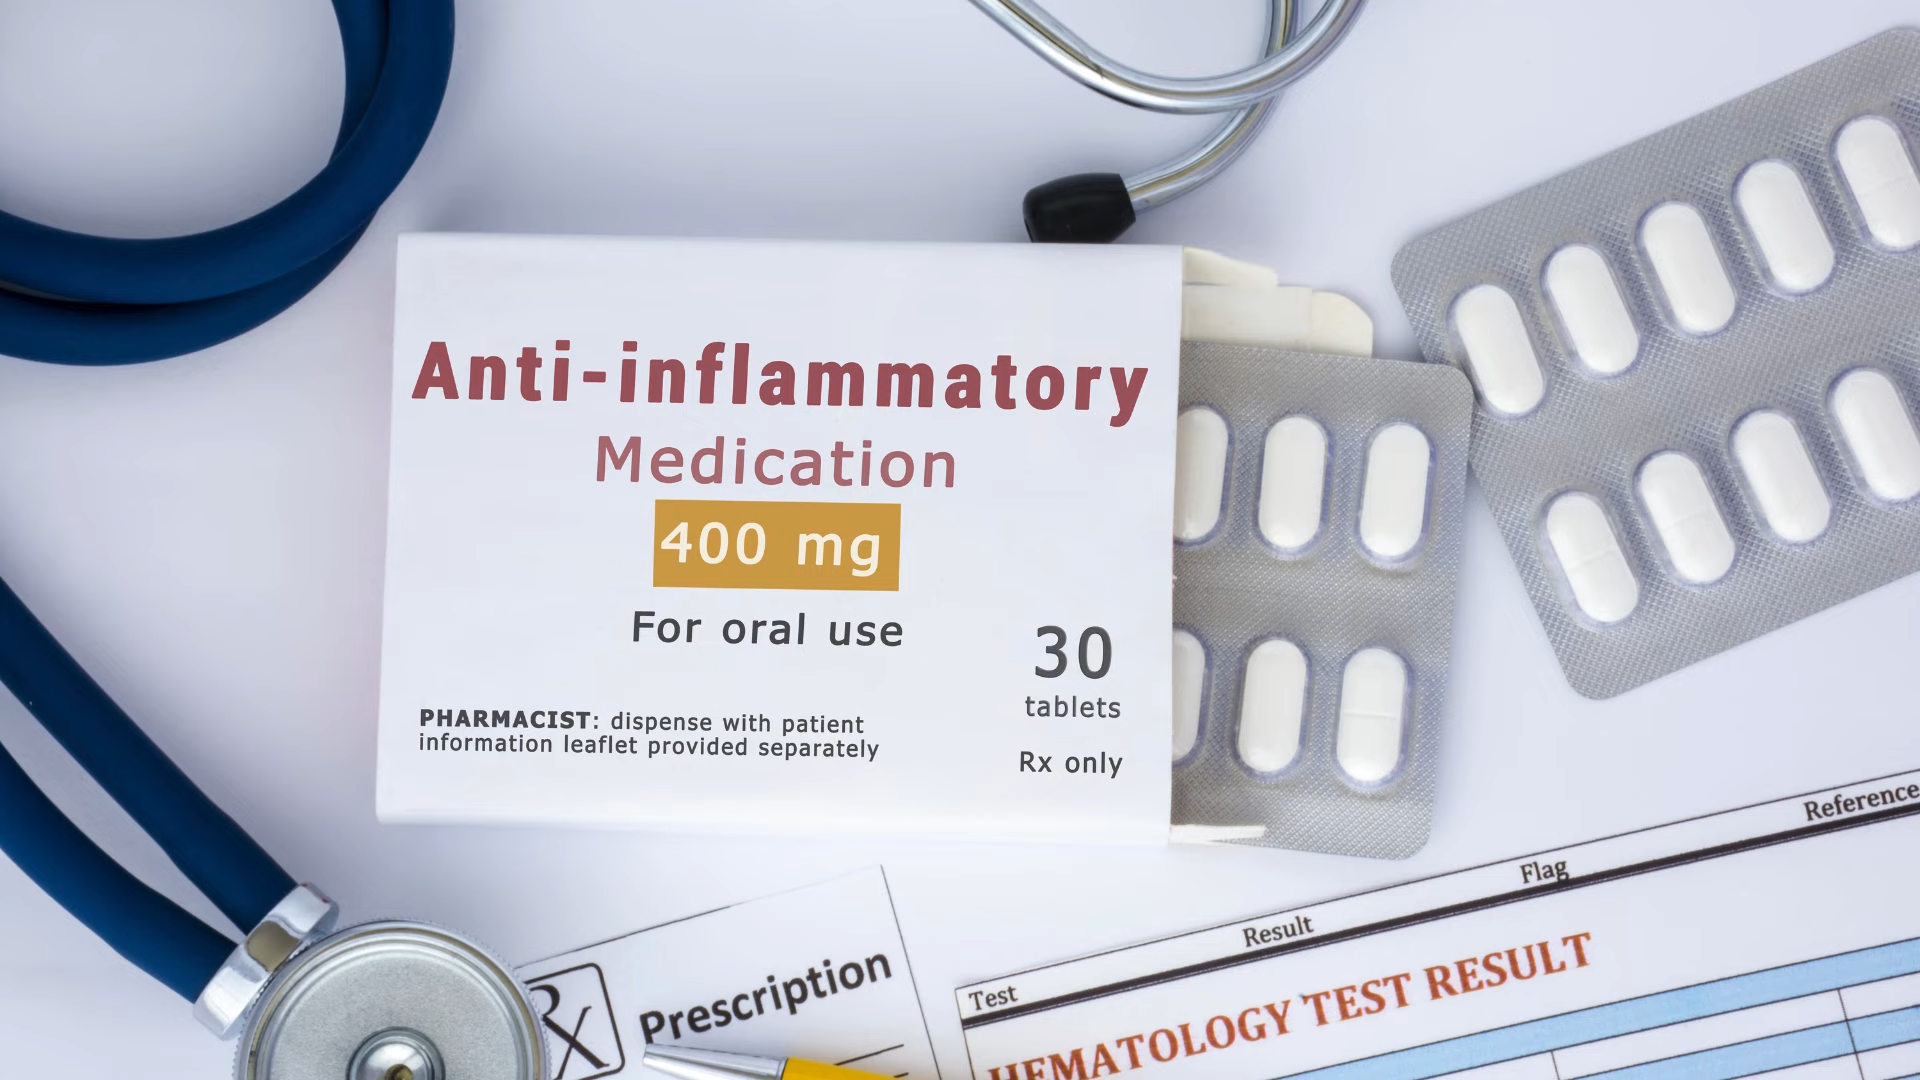 Anti-inflammatory
Medication
400 mg
For oral use
30
tablets
Rx only
PHARMACIST: dispense with patient
information leaflet provided separately
Rx
Prescription
Test Result Flag Reference
HEMATOLOGY TEST RESULT